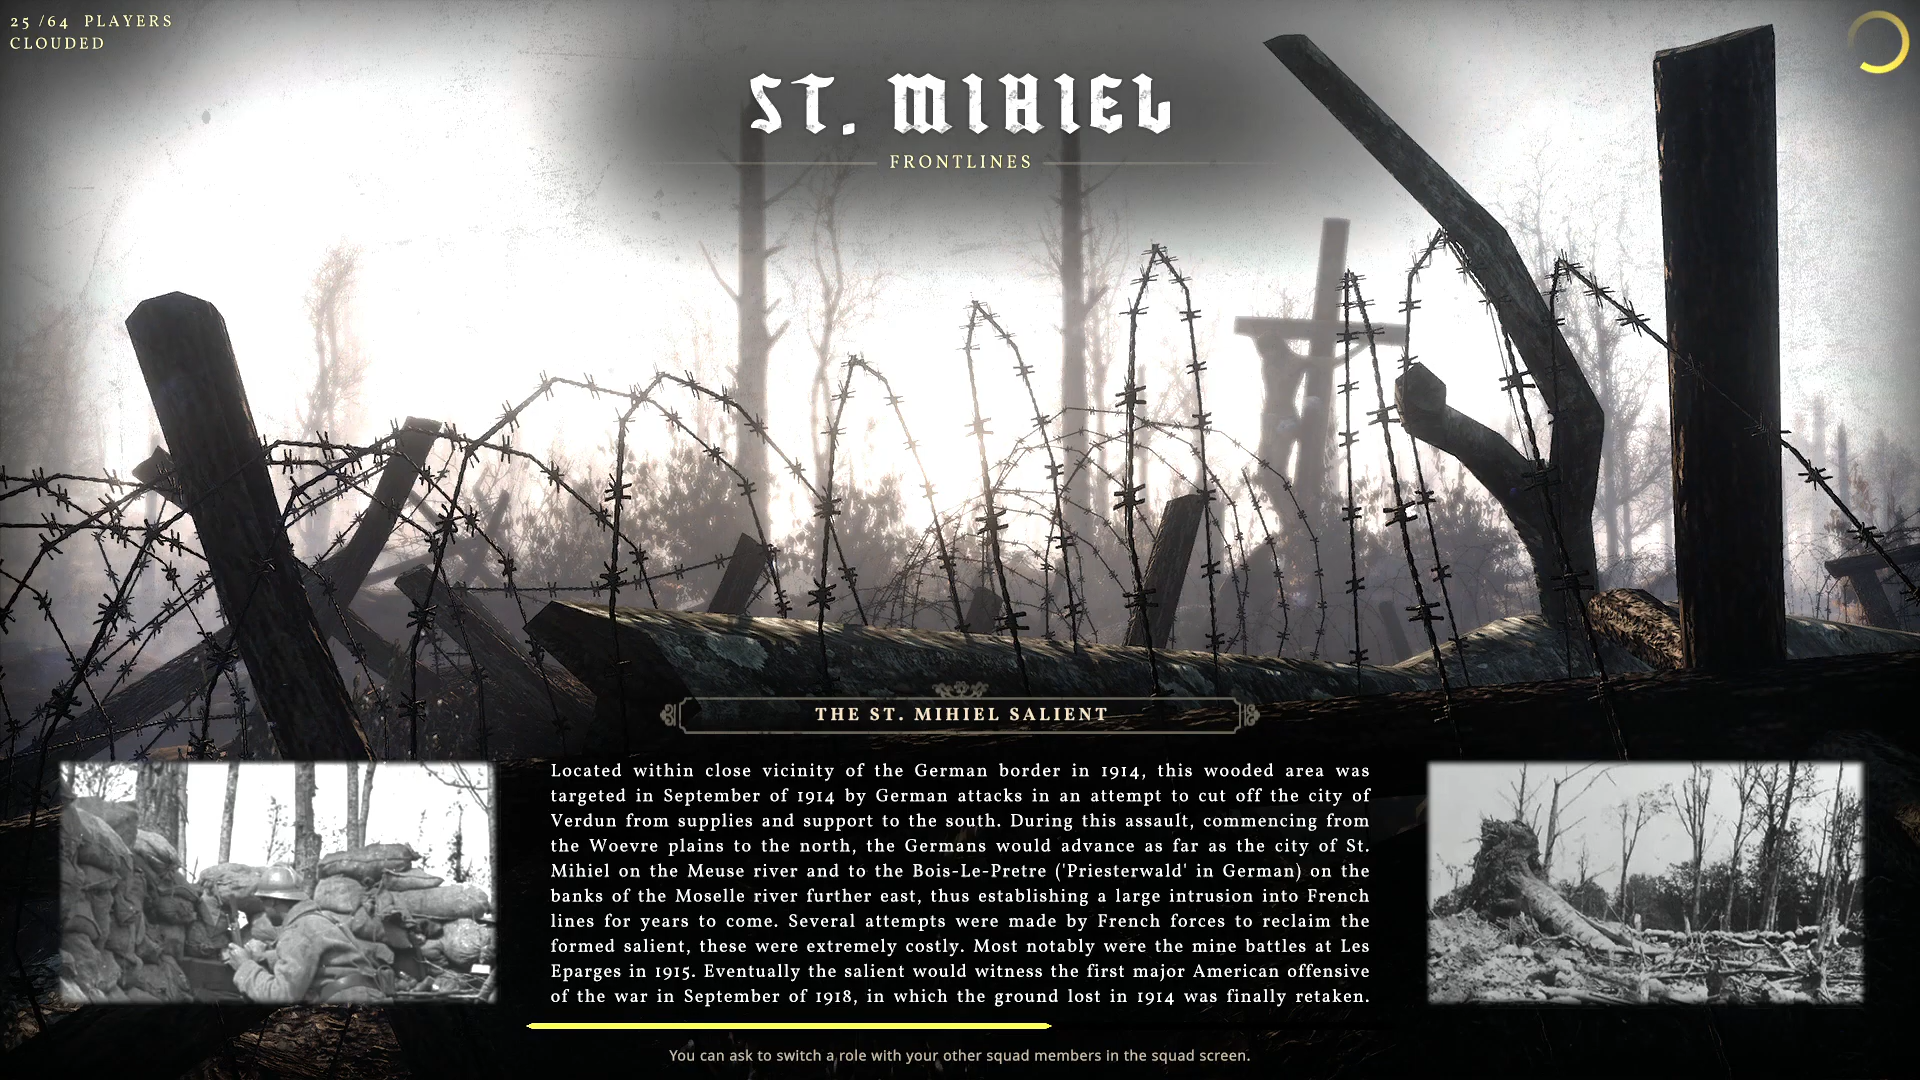 25 /64 PLAYERS
CLOUDED
ST. MIHIEL
FRONTLINES
THE ST. MIHIEL SALIENT
Located within close vicinity of the German border in 1914, this wooded area was
targeted in September of 1914 by German attacks in an attempt to cut off the city of
Verdun from supplies and support to the south. During this assault, commencing from
the Woevre plains to the north, the Germans would advance as far as the city of St.
Mihiel on the Meuse river and to the Bois-Le-Pretre ('Priesterwald' in German) on the
banks of the Moselle river further east, thus establishing a large intrusion into French
lines for years to come. Several attempts were made by French forces to reclaim the
formed salient, these were extremely costly. Most notably were the mine battles at Les
Eparges in 1915. Eventually the salient would witness the first major American offensive
of the war in September of 1918, in which the ground lost in 1914 was finally retaken.
You can ask to switch a role with your other squad members in the squad screen.